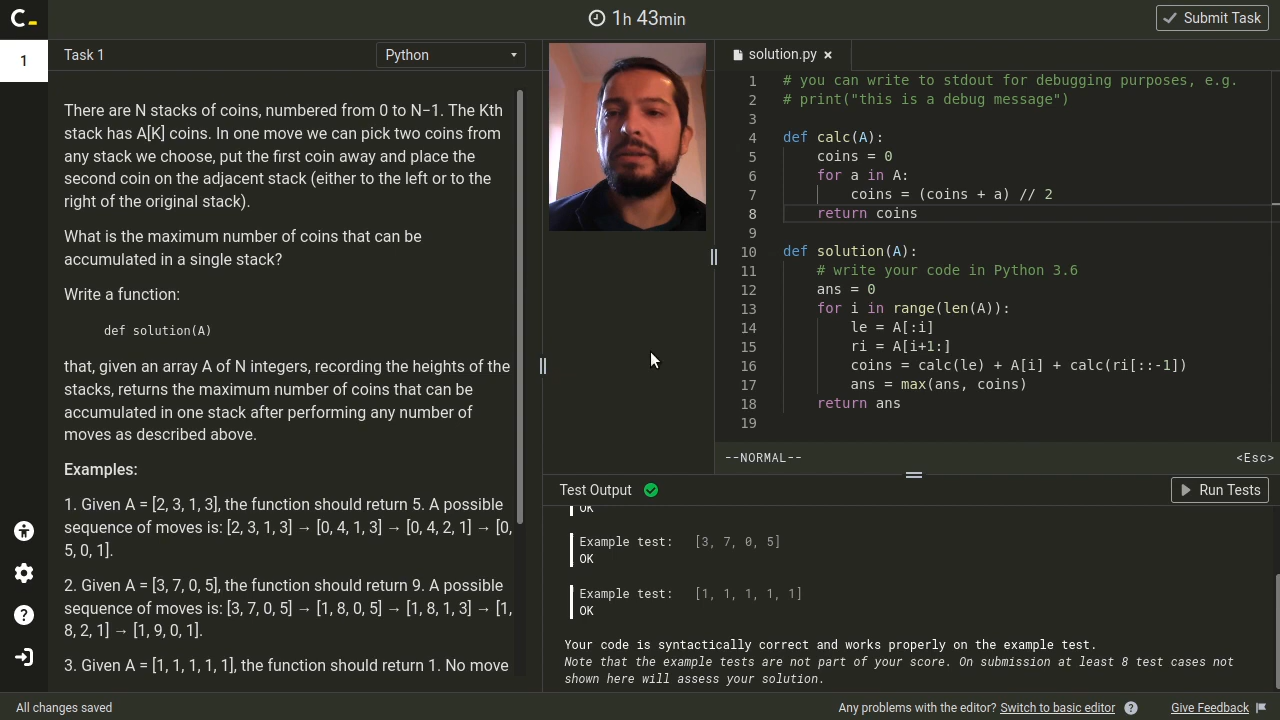 C_
1h 43min
Submit Task
1
Task 1
Python
There are N stacks of coins, numbered from 0 to N−1. The Kth
stack has A[K] coins. In one move we can pick two coins from
any stack we choose, put the first coin away and place the
second coin on the adjacent stack (either to the left or to the
right of the original stack).
What is the maximum number of coins that can be
accumulated in a single stack?
Write a function:
def solution(A)
that, given an array A of N integers, recording the heights of the
stacks, returns the maximum number of coins that can be
accumulated in one stack after performing any number of
moves as described above.
Examples:
1. Given A = [2, 3, 1, 3], the function should return 5. A possible
sequence of moves is: [2, 3, 1, 3] → [0, 4, 1, 3] → [0, 4, 2, 1] → [0,
5, 0, 1].
2. Given A = [3, 7, 0, 5], the function should return 9. A possible
sequence of moves is: [3, 7, 0, 5] → [1, 8, 0, 5] → [1, 8, 1, 3] → [1,
8, 2, 1] → [1, 9, 0, 1].
3. Given A = [1, 1, 1, 1, 1], the function should return 1. No move
solution.py ×
1 # you can write to stdout for debugging purposes, e.g.
2 # print("this is a debug message")
3
4 def calc(A):
5     coins = 0
6     for a in A:
7         coins = (coins + a) // 2
8     return coins
9
10 def solution(A):
11     # write your code in Python 3.6
12     ans = 0
13     for i in range(len(A)):
14         le = A[:i]
15         ri = A[i+1:]
16         coins = calc(le) + A[i] + calc(ri[::-1])
17         ans = max(ans, coins)
18     return ans
19
--NORMAL-- <Esc>
Test Output
Run Tests
OK
Example test: [3, 7, 0, 5]
OK
Example test: [1, 1, 1, 1, 1]
OK
Your code is syntactically correct and works properly on the example test.
Note that the example tests are not part of your score. On submission at least 8 test cases not
shown here will assess your solution.
All changes saved
Any problems with the editor? Switch to basic editor ?
Give Feedback